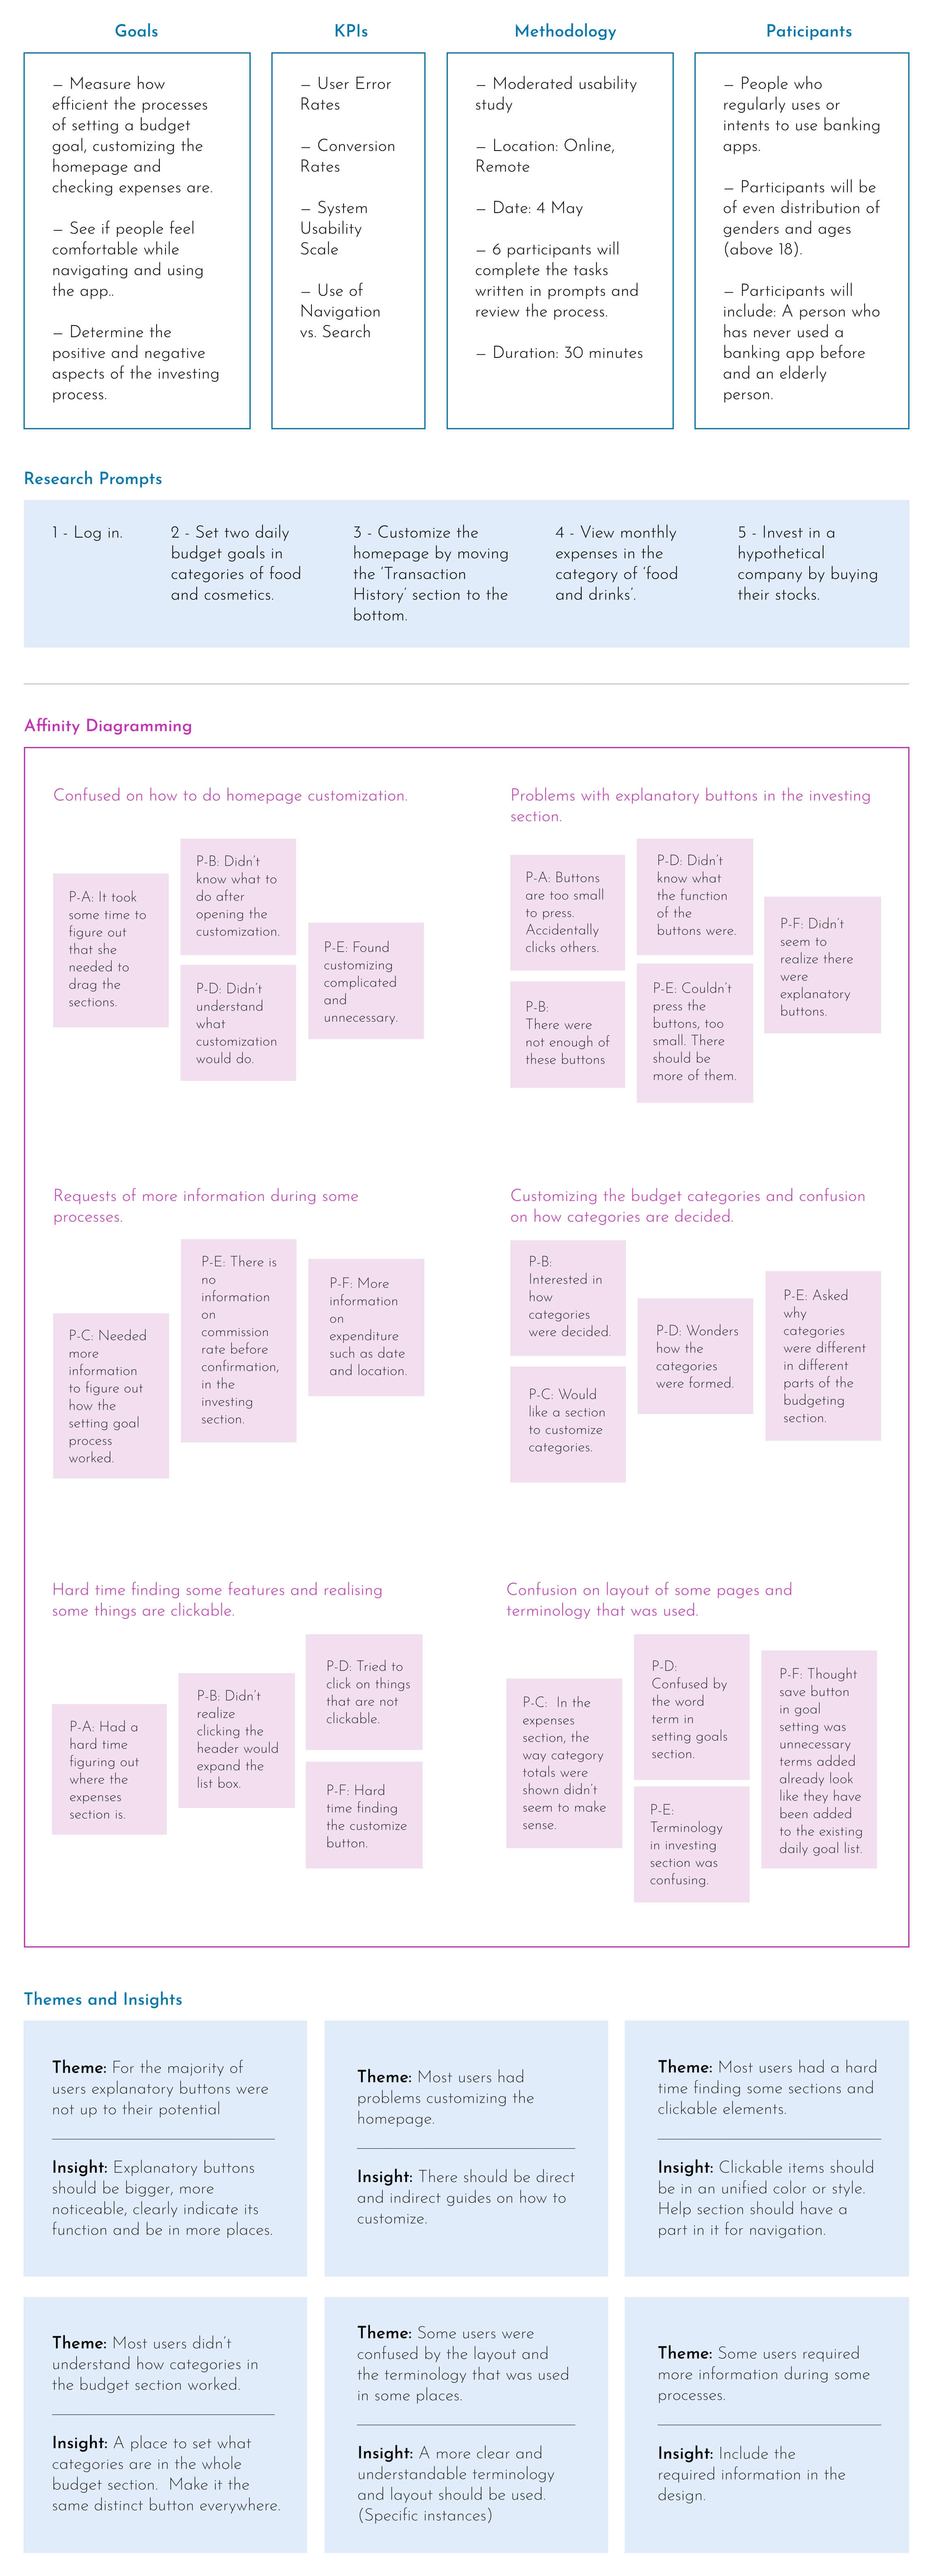 Goals
— Measure how
efficient the processes
of setting a budget
goal, customizing the
homepage and
checking expenses are.
— See if people feel
comfortable while
navigating and using
the app..
— Determine the
positive and negative
aspects of the investing
process.
KPIs
— User Error
Rates
— Conversion
Rates
— System
Usability
Scale
— Use of
Navigation
vs. Search
Methodology
— Moderated usability
study
— Location: Online,
Remote
— Date: 4 May
— 6 participants will
complete the tasks
written in prompts and
review the process.
— Duration: 30 minutes
Paticipants
— People who
regularly uses or
intents to use banking
apps.
— Participants will be
of even distribution of
genders and ages
(above 18).
— Participants will
include: A person who
has never used a
banking app before
and an elderly
person.
Research Prompts
1 - Log in.
2 - Set two daily
budget goals in
categories of food
and cosmetics.
3 - Customize the
homepage by moving
the ‘Transaction
History’ section to the
bottom.
4 - View monthly
expenses in the
category of ‘food
and drinks’.
5 - Invest in a
hypothetical
company by buying
their stocks.
Affinity Diagramming
Confused on how to do homepage customization.
P-A: It took
some time to
figure out
that she
needed to
drag the
sections.
P-B: Didn’t
know what to
do after
opening the
customization.
P-D: Didn’t
understand
what
customization
would do.
P-E: Found
customizing
complicated
and
unnecessary.
Problems with explanatory buttons in the investing
section.
P-A: Buttons
are too small
to press.
Accidentally
clicks others.
P-B:
There were
not enough of
these buttons
P-D: Didn’t
know what
the function
of the
buttons were.
P-E: Couldn’t
press the
buttons, too
small. There
should be
more of them.
P-F: Didn’t
seem to
realize there
were
explanatory
buttons.
Requests of more information during some
processes.
P-C: Needed
more
information
to figure out
how the
setting goal
process
worked.
P-E: There is
no
information
on
commission
rate before
confirmation,
in the
investing
section.
P-F: More
information
on
expenditure
such as date
and location.
Customizing the budget categories and confusion
on how categories are decided.
P-B:
Interested in
how
categories
were decided.
P-C: Would
like a section
to customize
categories.
P-D: Wonders
how the
categories
were formed.
P-E: Asked
why
categories
were different
in different
parts of the
budgeting
section.
Hard time finding some features and realising
some things are clickable.
P-A: Had a
hard time
figuring out
where the
expenses
section is.
P-B: Didn’t
realize
clicking the
header would
expand the
list box.
P-D: Tried to
click on things
that are not
clickable.
P-F: Hard
time finding
the customize
button.
Confusion on layout of some pages and
terminology that was used.
P-C:  In the
expenses
section, the
way category
totals were
shown didn’t
seem to make
sense.
P-D:
Confused by
the word
term in
setting goals
section.
P-E:
Terminology
in investing
section was
confusing.
P-F: Thought
save button
in goal
setting was
unnecessary
terms added
already look
like they have
been added
to the existing
daily goal list.
Themes and Insights
Theme: For the majority of
users explanatory buttons were
not up to their potential
Insight: Explanatory buttons
should be bigger, more
noticeable, clearly indicate its
function and be in more places.
Theme: Most users had
problems customizing the
homepage.
Insight: There should be direct
and indirect guides on how to
customize.
Theme: Most users had a hard
time finding some sections and
clickable elements.
Insight: Clickable items should
be in an unified color or style.
Help section should have a
part in it for navigation.
Theme: Most users didn’t
understand how categories in
the budget section worked.
Insight: A place to set what
categories are in the whole
budget section.  Make it the
same distinct button everywhere.
Theme: Some users were
confused by the layout and
the terminology that was used
in some places.
Insight: A more clear and
understandable terminology
and layout should be used.
(Specific instances)
Theme: Some users required
more information during some
processes.
Insight: Include the
required information in the
design.